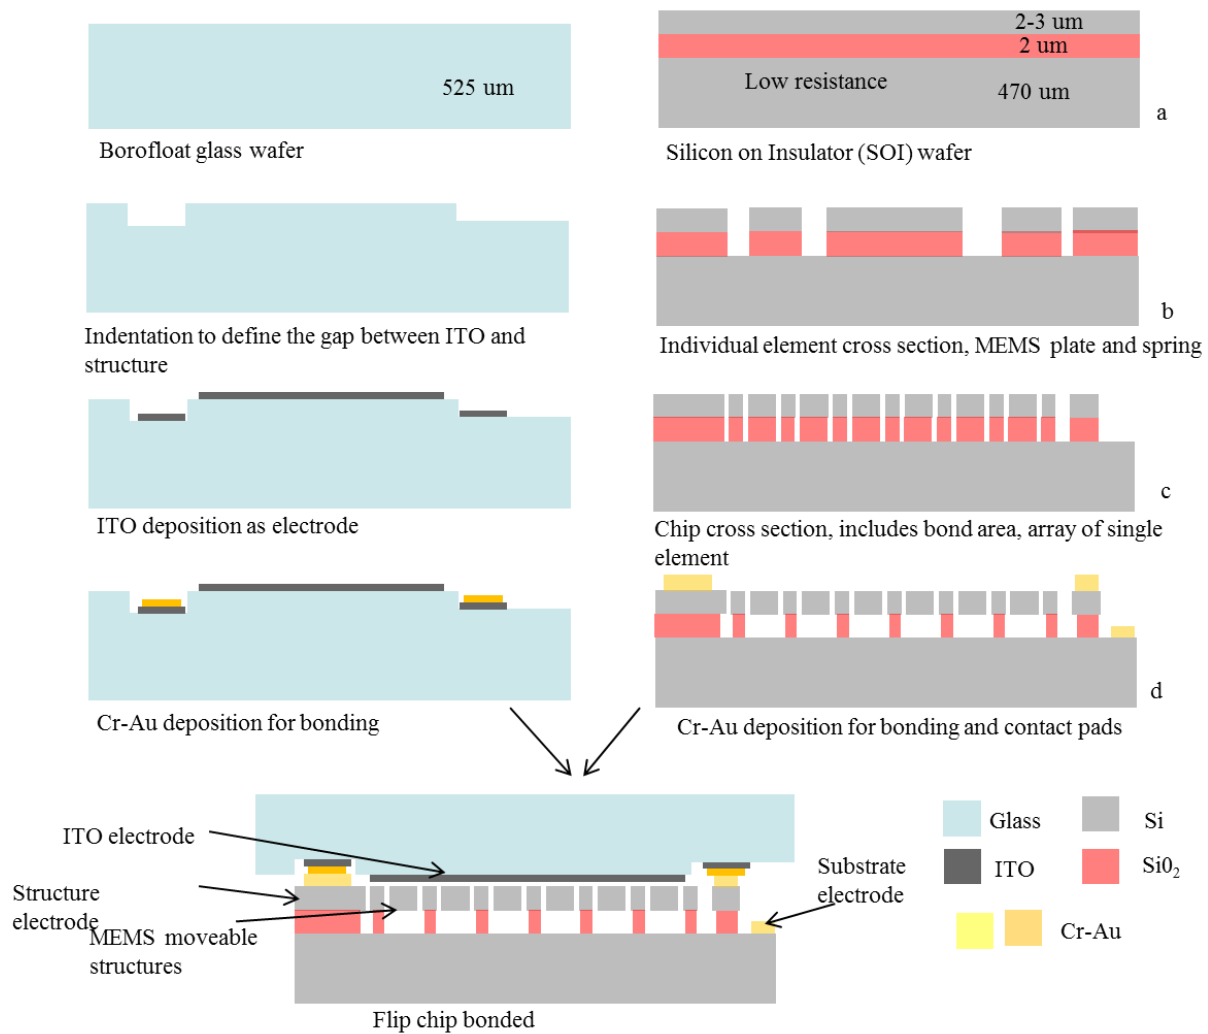 2-3 um
2 um
525 um
Low resistance
470 um
a
Borofloat glass wafer
Silicon on Insulator (SOI) wafer
b
Indentation to define the gap between ITO and
structure
Individual element cross section, MEMS plate and spring
c
ITO deposition as electrode
Chip cross section, includes bond area, array of single
element
d
Cr-Au deposition for bonding
Cr-Au deposition for bonding and contact pads
ITO electrode
Structure
electrode
MEMS moveable
structures
Substrate
electrode
Flip chip bonded
Glass
Si
ITO
Si0₂
Cr-Au